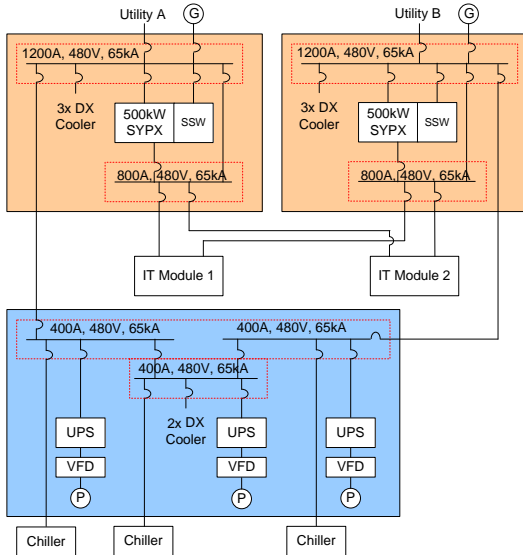 Utility A
G
Utility B
G
1200A, 480V, 65kA
1200A, 480V, 65kA
3x DX
Cooler
500kW
SYPX
SSW
3x DX
Cooler
500kW
SYPX
SSW
800A, 480V, 65kA
800A, 480V, 65kA
IT Module 1
IT Module 2
400A, 480V, 65kA
400A, 480V, 65kA
400A, 480V, 65kA
2x DX
Cooler
UPS
UPS
UPS
VFD
VFD
VFD
P
P
P
Chiller
Chiller
Chiller